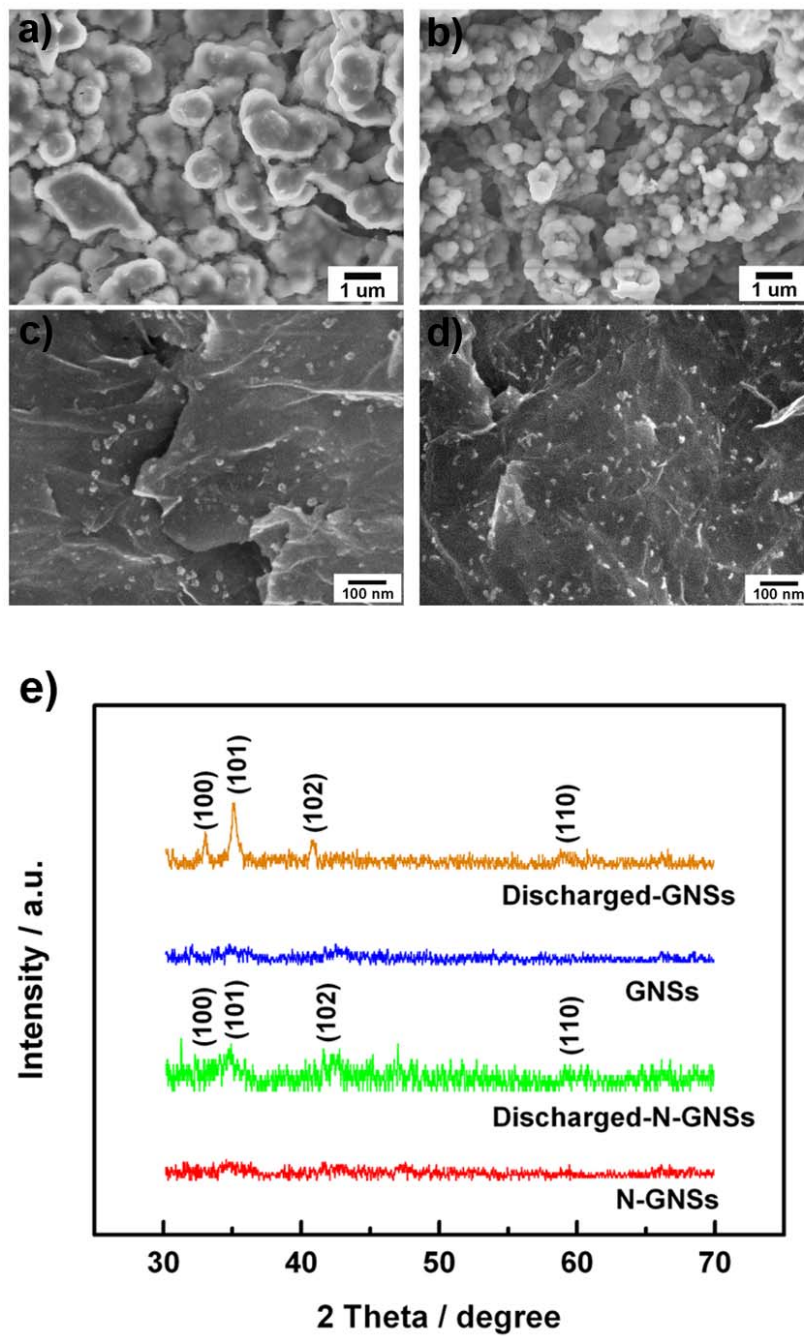 a)
b)
1 um
1 um
c)
d)
100 nm
100 nm
e)
(100)
(101)
(102)
(110)
Discharged-GNSs
GNSs
(100)
(101)
(102)
(110)
Discharged-N-GNSs
N-GNSs
Intensity / a.u.
30 40 50 60 70
2 Theta / degree